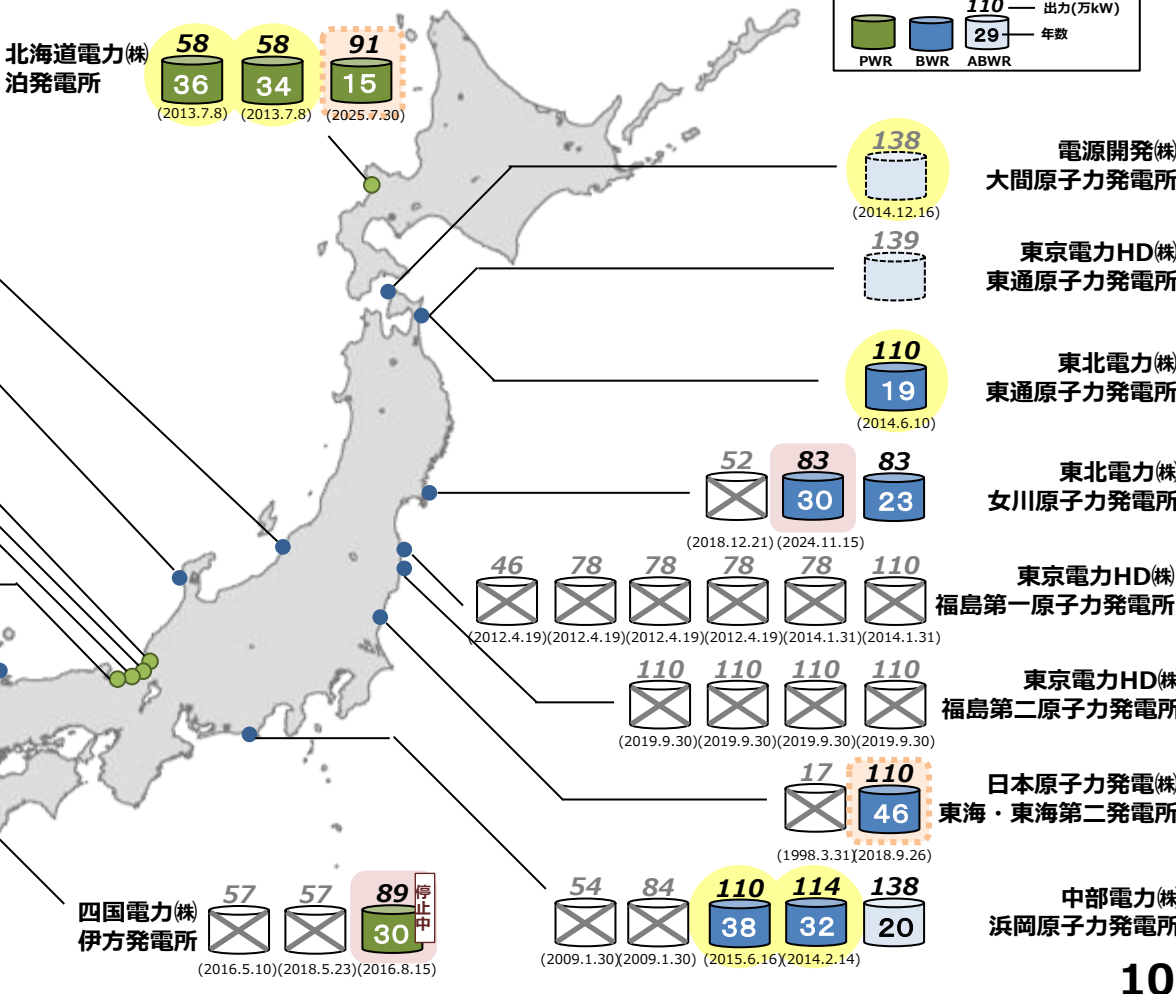 110 出力(万kW)
29 年数
PWR BWR ABWR
北海道電力㈱
泊発電所
58 58 91
36 34 15
(2013.7.8) (2013.7.8) (2025.7.30)
138
(2014.12.16)
電源開発㈱
大間原子力発電所
139
東京電力HD㈱
東通原子力発電所
110
19
(2014.6.10)
東北電力㈱
東通原子力発電所
52 83 83
30 23
(2018.12.21) (2024.11.15)
東北電力㈱
女川原子力発電所
46 78 78 78 78 110
(2012.4.19)(2012.4.19)(2012.4.19)(2012.4.19)(2014.1.31)(2014.1.31)
東京電力HD㈱
福島第一原子力発電所
110 110 110 110
(2019.9.30)(2019.9.30)(2019.9.30)(2019.9.30)
東京電力HD㈱
福島第二原子力発電所
17 110
46
(1998.3.31)(2018.9.26)
日本原子力発電㈱
東海・東海第二発電所
54 84 110 114 138
38 32 20
(2009.1.30)(2009.1.30) (2015.6.16)(2014.2.14)
中部電力㈱
浜岡原子力発電所
四国電力㈱
伊方発電所
57 57 89
30
停止中
(2016.5.10)(2018.5.23)(2016.8.15)
10